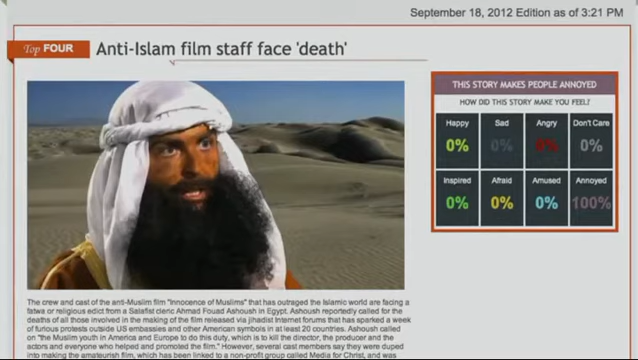 September 18, 2012 Edition as of 3:21 PM
Top FOUR
Anti-Islam film staff face 'death'
THIS STORY MAKES PEOPLE ANNOYED
HOW DID THIS STORY MAKE YOU FEEL?
Happy Sad Angry Don't Care
0% 0% 0% 0%
Inspired Afraid Amused Annoyed
0% 0% 0% 100%
The crew and cast of the anti-Muslim film "Innocence of Muslims" that has outraged the Islamic world are facing a
fatwa or religious edict from a Salafist cleric Ahmad Fouad Ashoush in Egypt. Ashoush reportedly called for the
deaths of all those involved in the making of the film released via jihadist Internet forums that has sparked a week
of furious protests outside US embassies and other American symbols in at least 20 countries. Ashoush called
on "the Muslim youth in America and Europe to do this duty, which is to kill the director, the producer and the
actors and everyone who helped and promoted the film." However, several cast members say they were duped
into making the amateurish film, which has been linked to a non-profit group called Media for Christ, and was